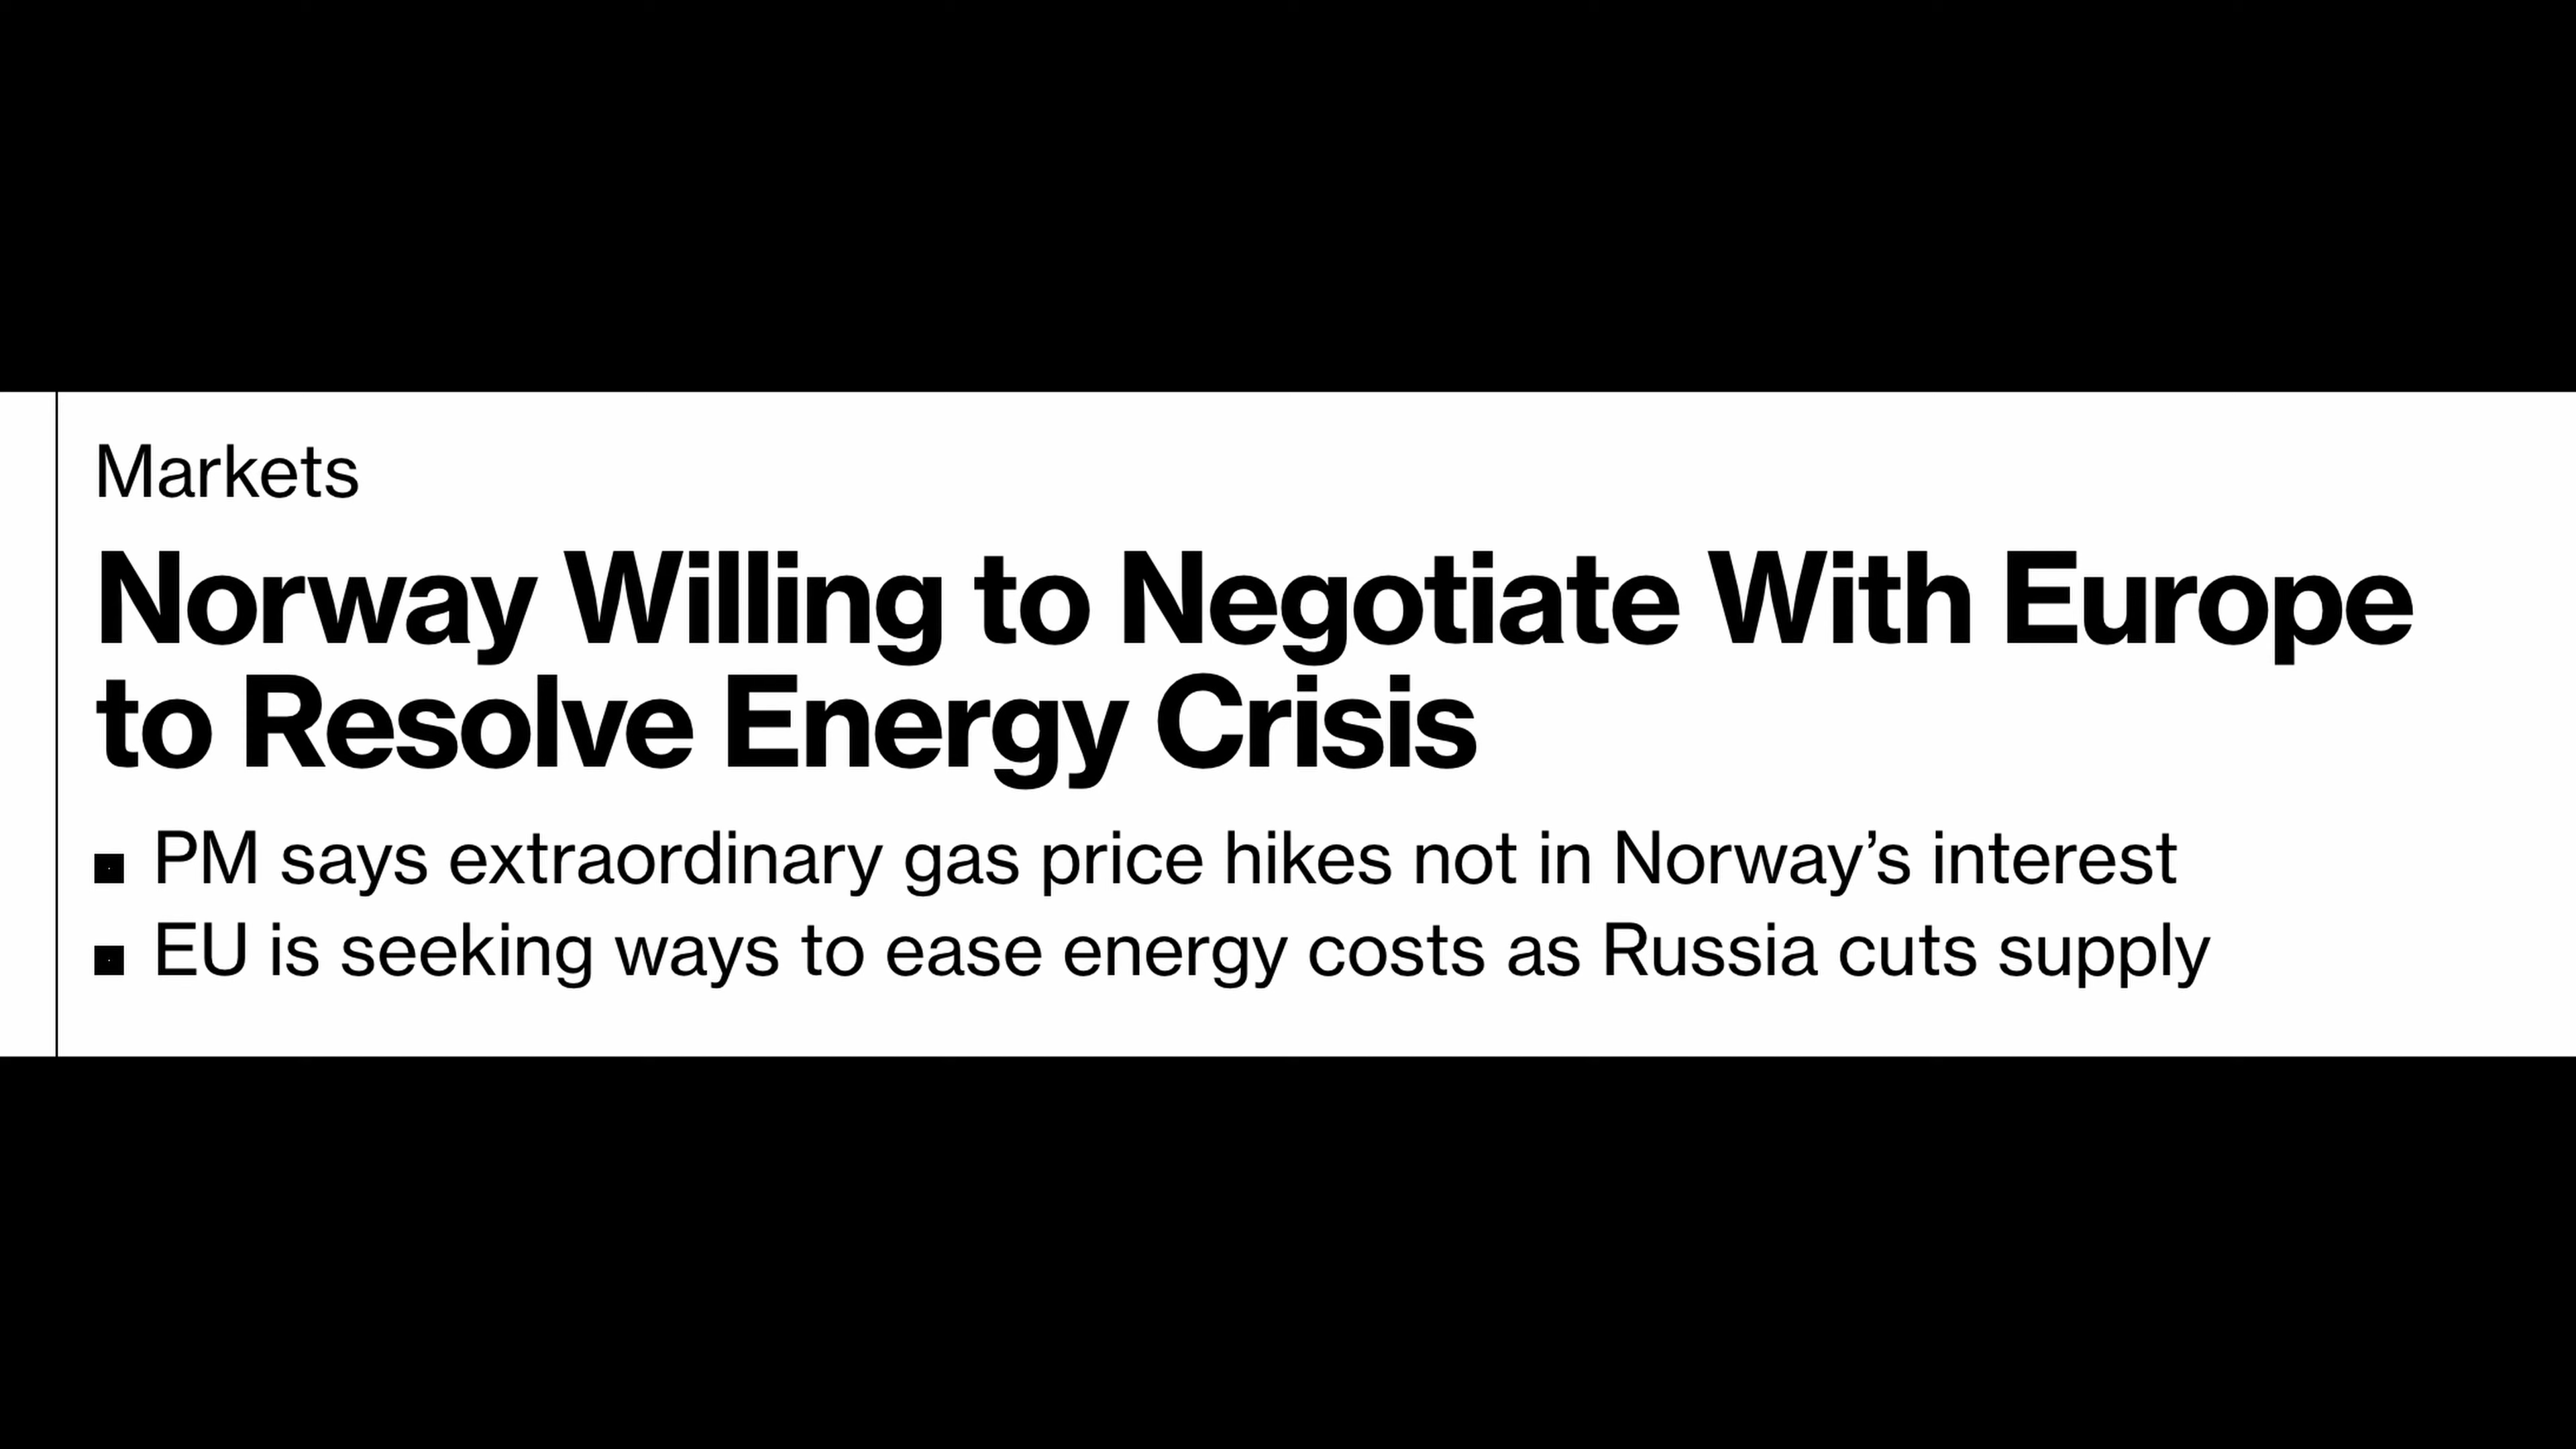 Markets
Norway Willing to Negotiate With Europe
to Resolve Energy Crisis
▪ PM says extraordinary gas price hikes not in Norway’s interest
▪ EU is seeking ways to ease energy costs as Russia cuts supply